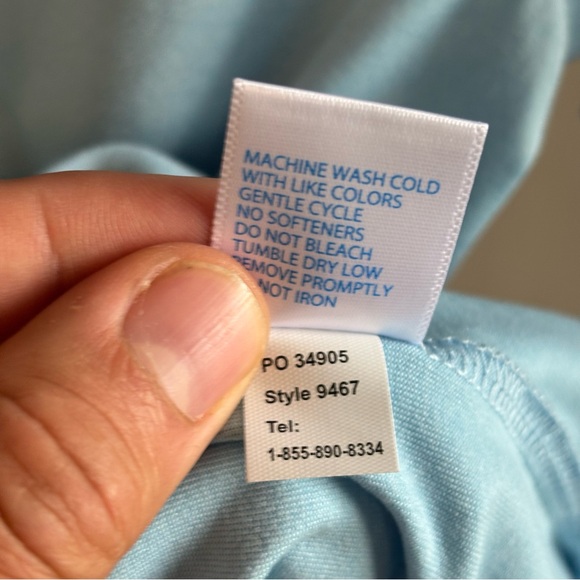 MACHINE WASH COLD
WITH LIKE COLORS
GENTLE CYCLE
NO SOFTENERS
DO NOT BLEACH
TUMBLE DRY LOW
REMOVE PROMPTLY
NOT IRON
PO 34905
Style 9467
Tel:
1-855-890-8334